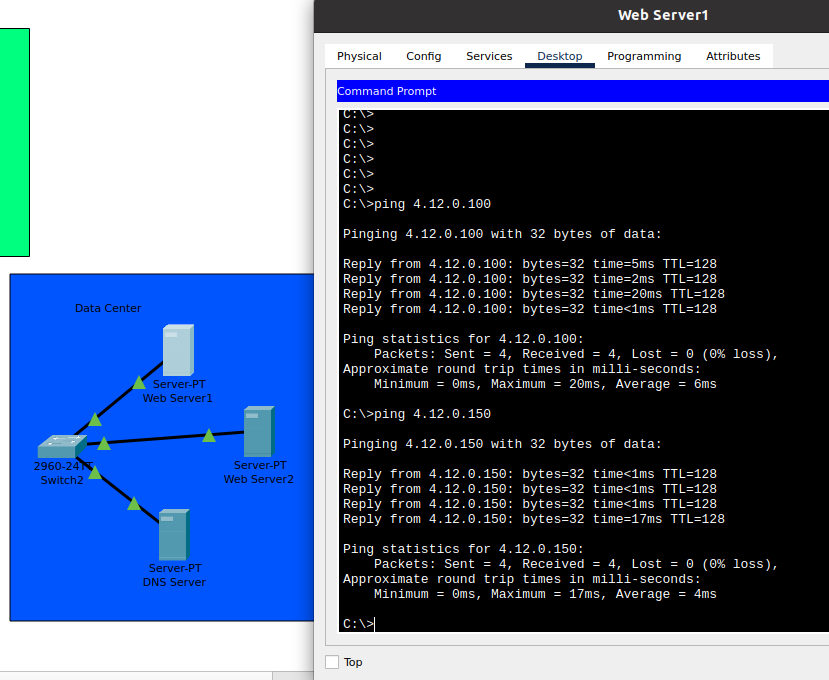 Web Server1
Physical Config Services Desktop Programming Attributes
Command Prompt
C:\>
C:\>
C:\>
C:\>
C:\>
C:\>
C:\>ping 4.12.0.100
Pinging 4.12.0.100 with 32 bytes of data:
Reply from 4.12.0.100: bytes=32 time=5ms TTL=128
Reply from 4.12.0.100: bytes=32 time=2ms TTL=128
Reply from 4.12.0.100: bytes=32 time=20ms TTL=128
Reply from 4.12.0.100: bytes=32 time<1ms TTL=128
Ping statistics for 4.12.0.100:
Packets: Sent = 4, Received = 4, Lost = 0 (0% loss),
Approximate round trip times in milli-seconds:
Minimum = 0ms, Maximum = 20ms, Average = 6ms
C:\>ping 4.12.0.150
Pinging 4.12.0.150 with 32 bytes of data:
Reply from 4.12.0.150: bytes=32 time<1ms TTL=128
Reply from 4.12.0.150: bytes=32 time<1ms TTL=128
Reply from 4.12.0.150: bytes=32 time<1ms TTL=128
Reply from 4.12.0.150: bytes=32 time=17ms TTL=128
Ping statistics for 4.12.0.150:
Packets: Sent = 4, Received = 4, Lost = 0 (0% loss),
Approximate round trip times in milli-seconds:
Minimum = 0ms, Maximum = 17ms, Average = 4ms
C:\>
Top
Data Center
Server-PT
Web Server1
2960-24TT
Switch2
Server-PT
Web Server2
Server-PT
DNS Server